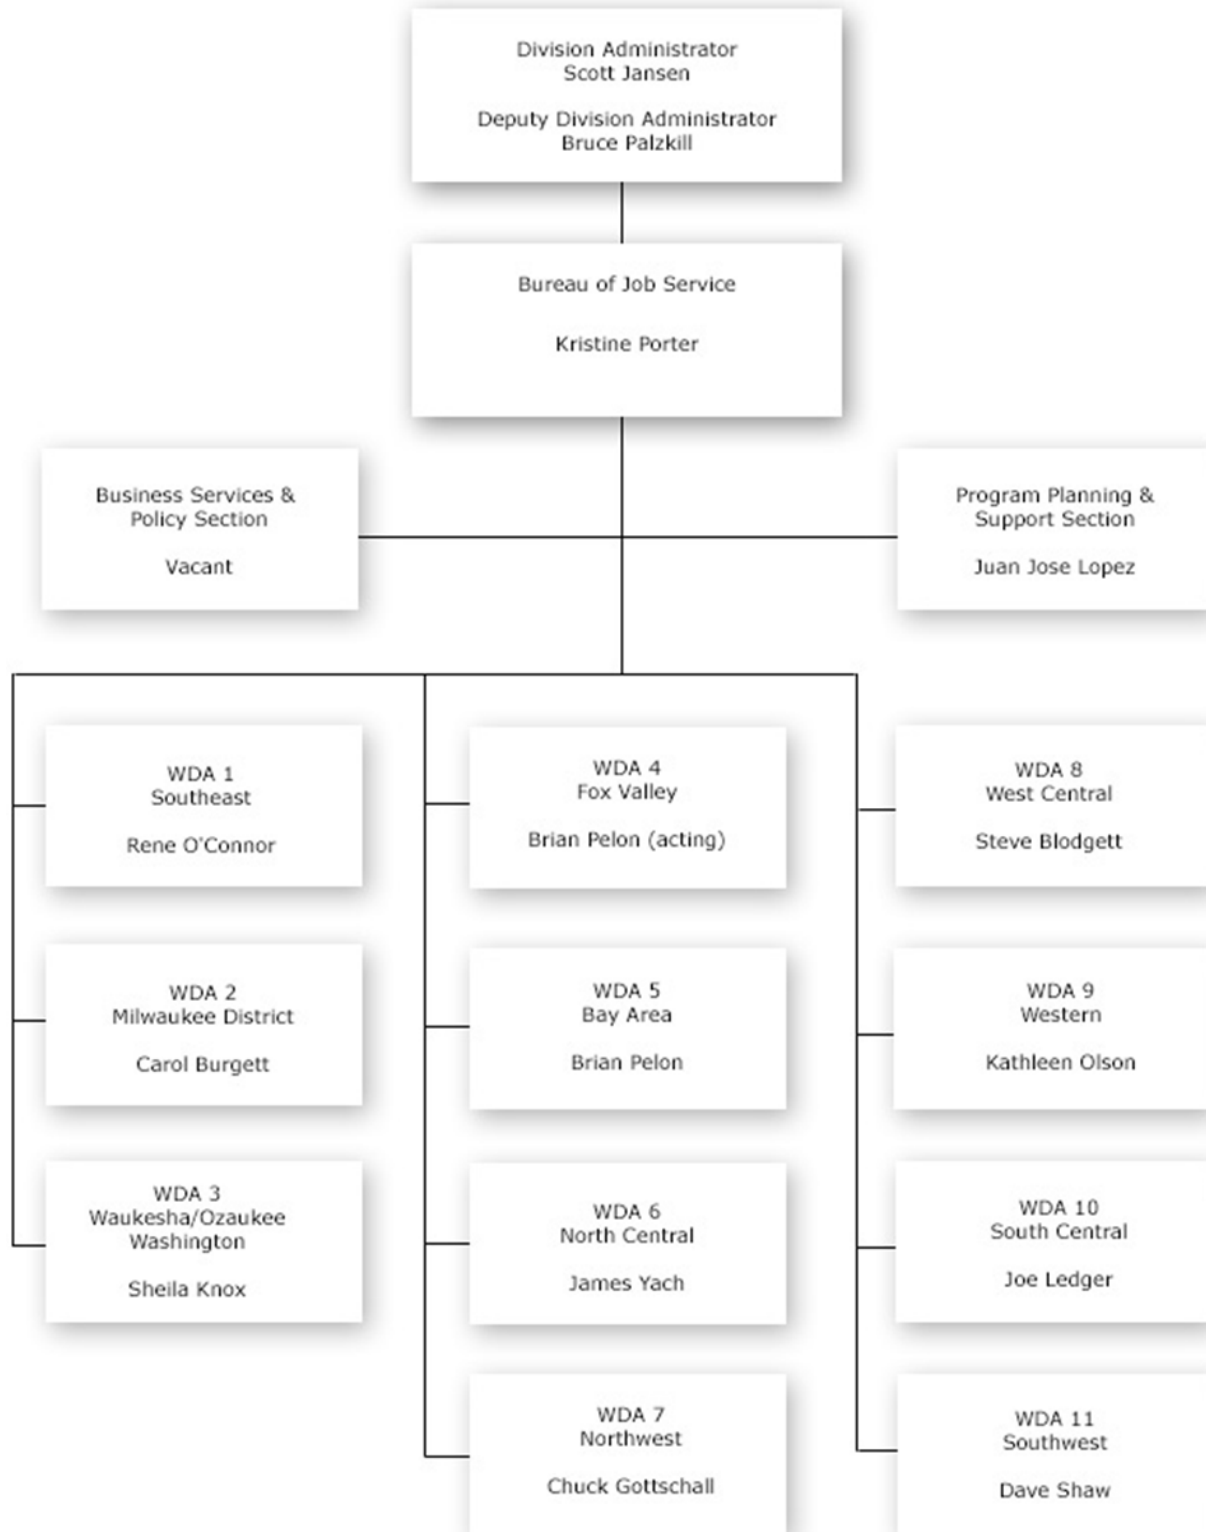 Division Administrator
Scott Jansen
Deputy Division Administrator
Bruce Palzkill
Bureau of Job Service
Kristine Porter
Business Services &
Policy Section
Vacant
Program Planning &
Support Section
Juan Jose Lopez
WDA 1
Southeast
Rene O'Connor
WDA 2
Milwaukee District
Carol Burgett
WDA 3
Waukesha/Ozaukee
Washington
Sheila Knox
WDA 4
Fox Valley
Brian Pelon (acting)
WDA 5
Bay Area
Brian Pelon
WDA 6
North Central
James Yach
WDA 7
Northwest
Chuck Gottschall
WDA 8
West Central
Steve Blodgett
WDA 9
Western
Kathleen Olson
WDA 10
South Central
Joe Ledger
WDA 11
Southwest
Dave Shaw